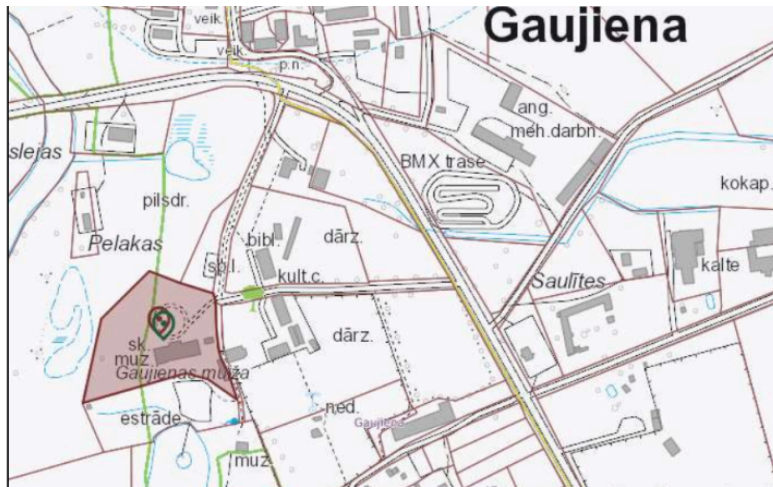 veik.
Gaujiena
veik.
p.n.
ang.
meh.darbn.
slejas
BMX trase
kokap.
pilsdr.
Pelakas
bibl.
dārz.
sp.l.
kult.c.
Saulītes
kalte
sk.
muz.
dārz.
Gaujienas muiža
estrāde
ned.
Gaujiena
muz.